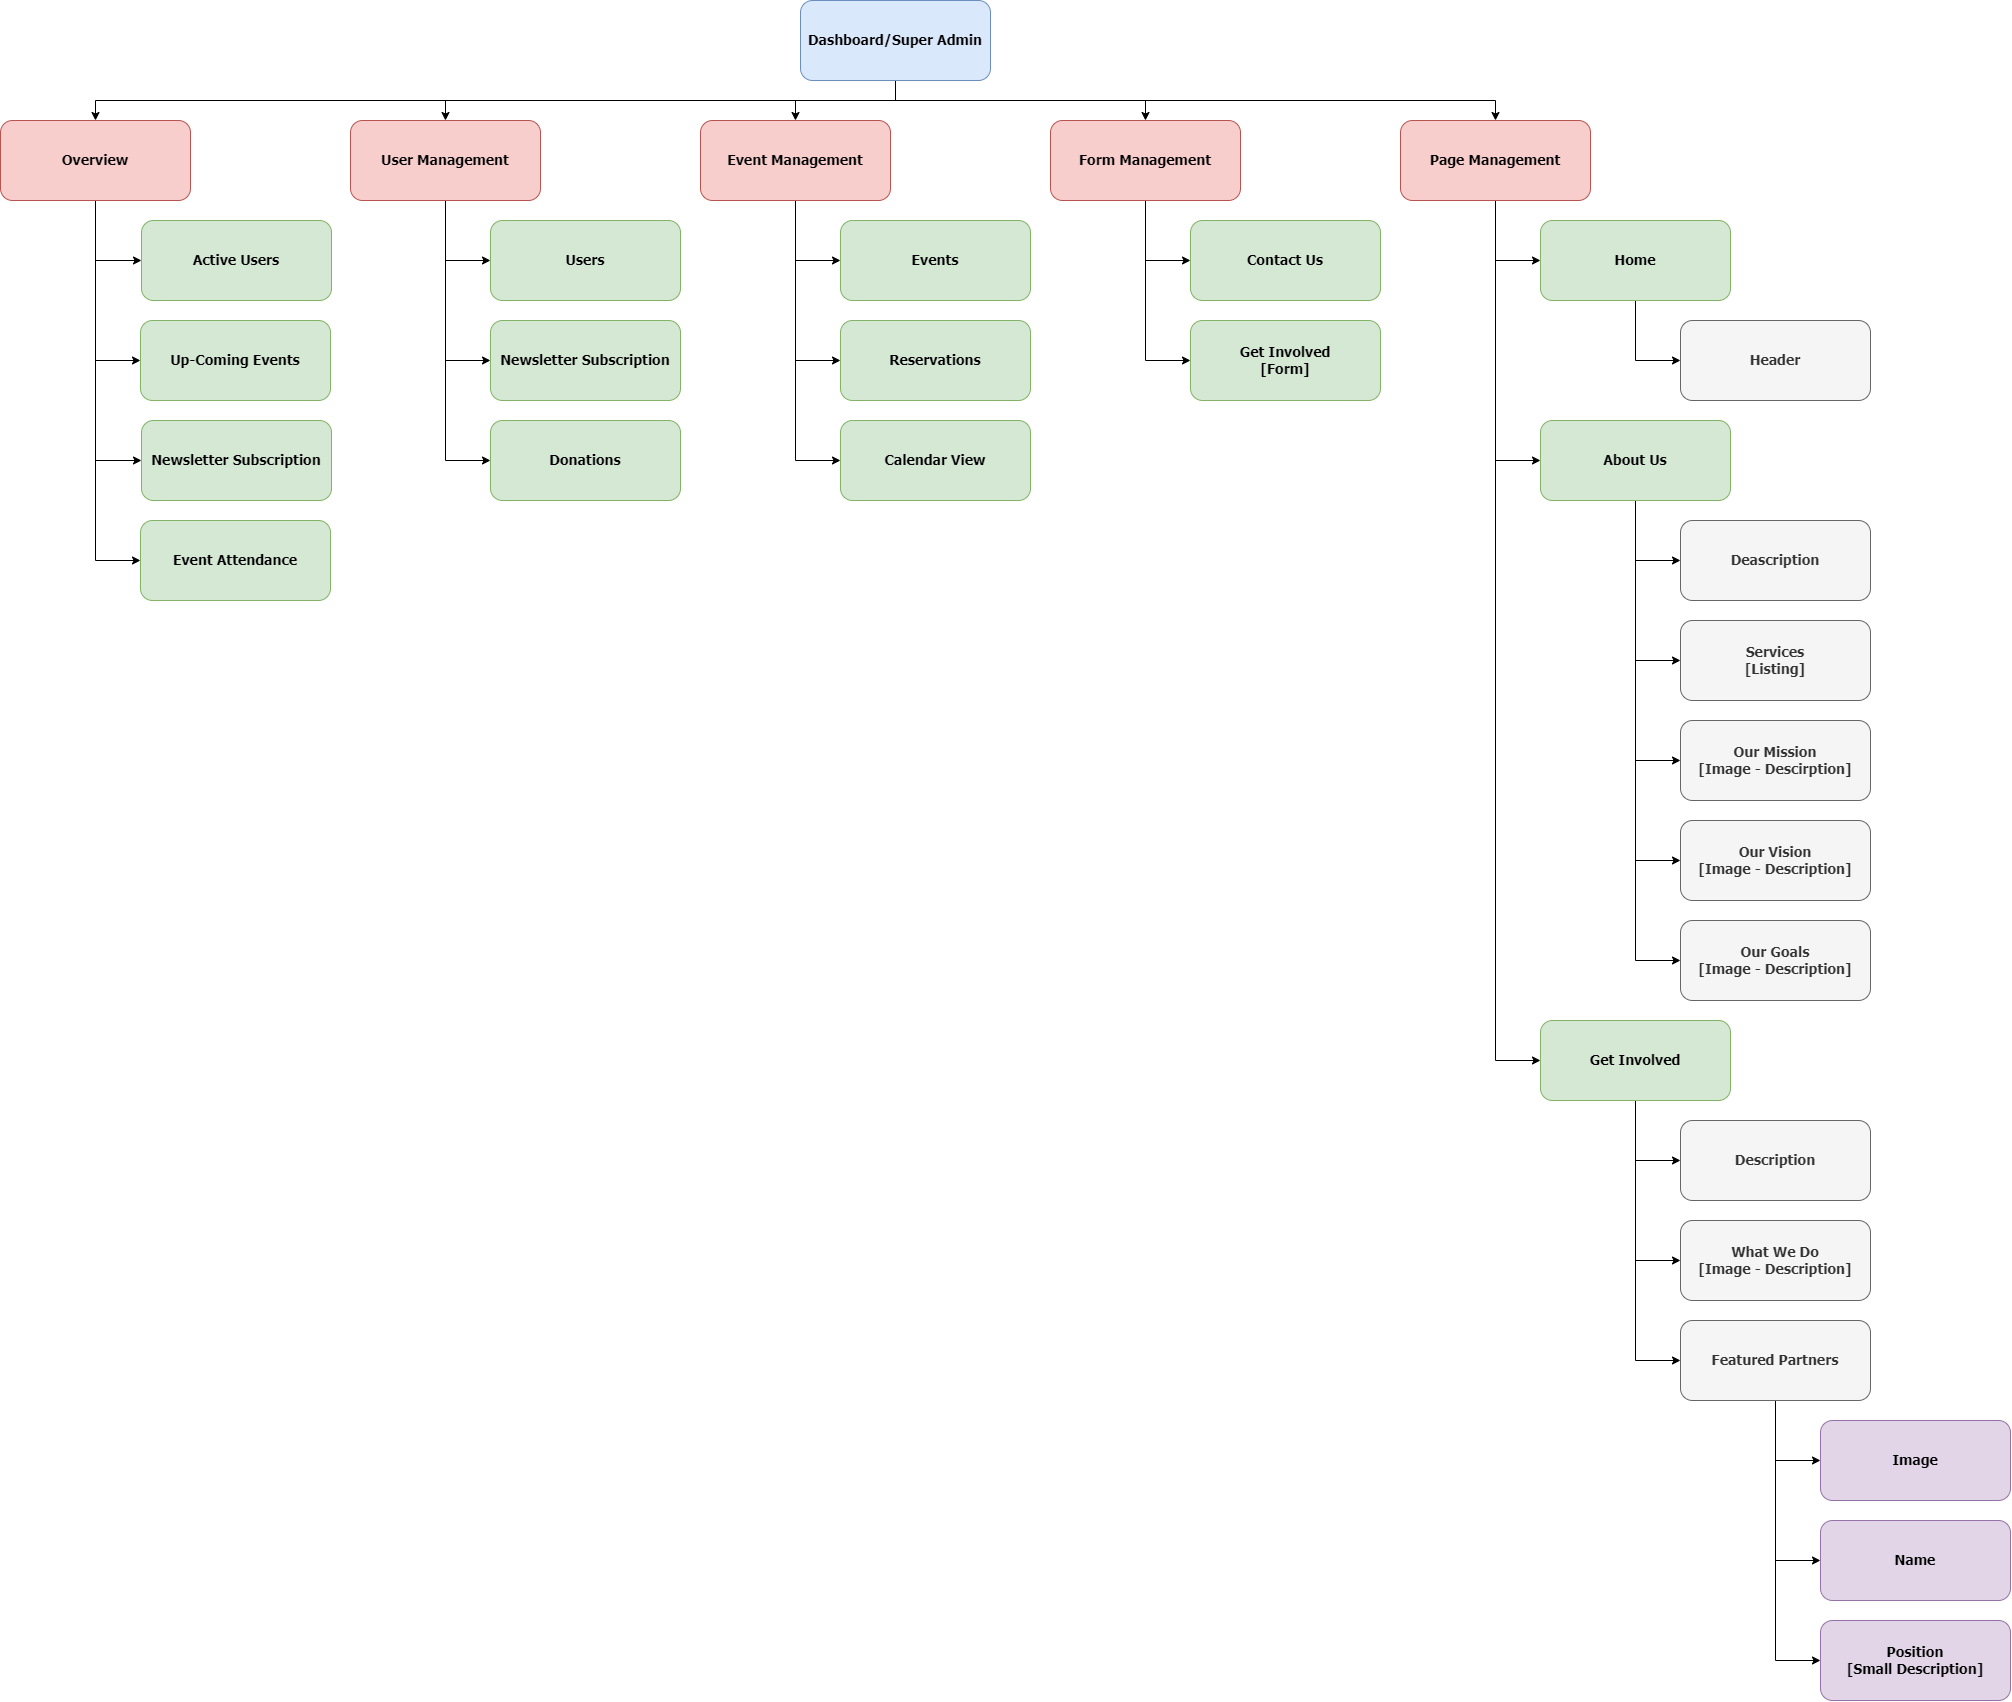 Dashboard/Super Admin
Overview
User Management
Event Management
Form Management
Page Management
Active Users
Users
Events
Contact Us
Home
Up-Coming Events
Newsletter Subscription
Reservations
Get Involved
[Form]
Header
Newsletter Subscription
Donations
Calendar View
About Us
Event Attendance
Deascription
Services
[Listing]
Our Mission
[Image - Descirption]
Our Vision
[Image - Description]
Our Goals
[Image - Description]
Get Involved
Description
What We Do
[Image - Description]
Featured Partners
Image
Name
Position
[Small Description]